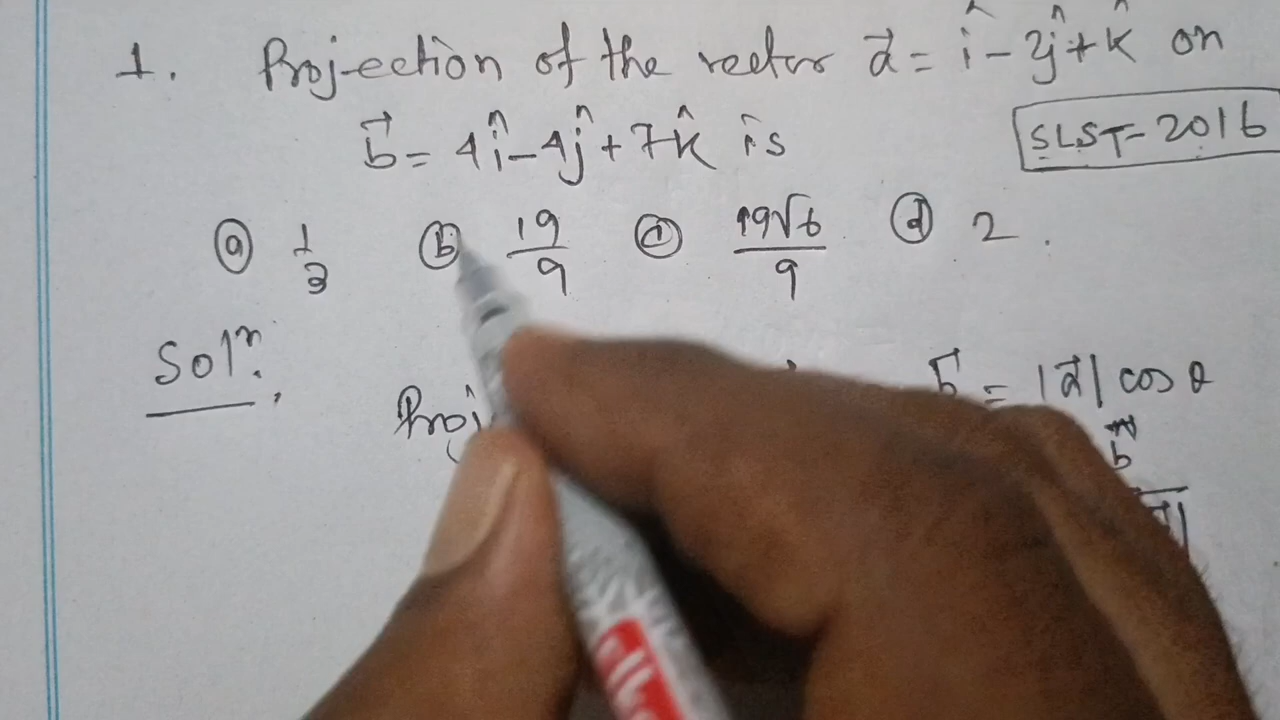 1. Projection of the vector a⃗ = î - 2ĵ + k̂ on
b⃗ = 4î - 4ĵ + 7k̂ is
SLST-2016
(a) 1/3 (b) 19/9 (c) 19√6/9 (d) 2.
Solⁿ.
b⃗ = |a⃗| cos θ
b⃗